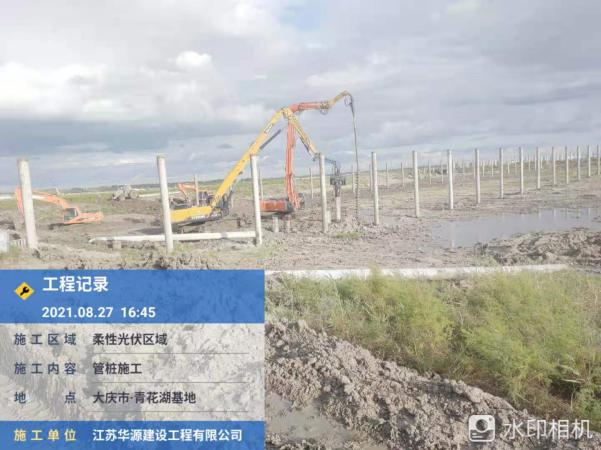 工程记录
2021.08.27 16:45
施工区域 柔性光伏区域
施工内容 管桩施工
地点 大庆市·青花湖基地
施工单位 江苏华源建设工程有限公司
水印相机